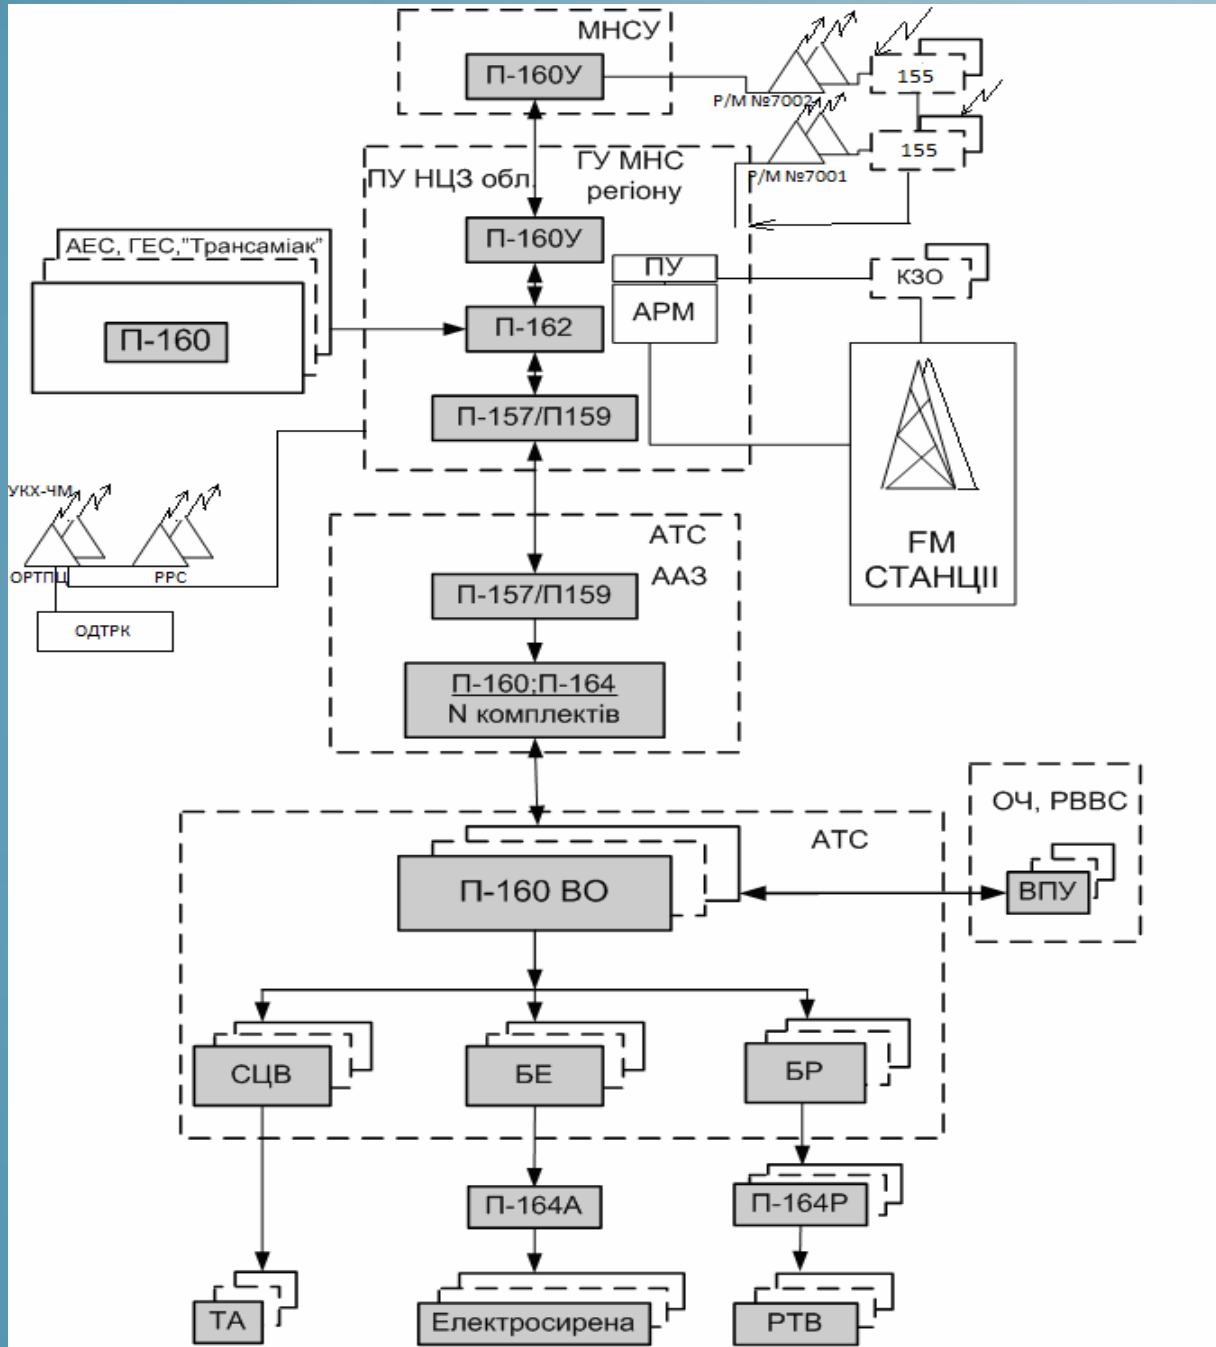 МНСУ
П-160У
Р/М №7002
155
155
Р/М №7001
ПУ НЦЗ обл.
ГУ МНС
регіону
П-160У
АЕС, ГЕС,"Трансаміак"
П-160
П-162
ПУ
АРМ
КЗО
П-157/П159
FM
СТАНЦІІ
УКХ-ЧМ
ОРТПЦ
РРС
ОДТРК
АТС
ААЗ
П-157/П159
П-160;П-164
N комплектів
АТС
ОЧ, РВВС
П-160 ВО
ВПУ
СЦВ
БЕ
БР
П-164А
П-164Р
ТА
Електросирена
РТВ